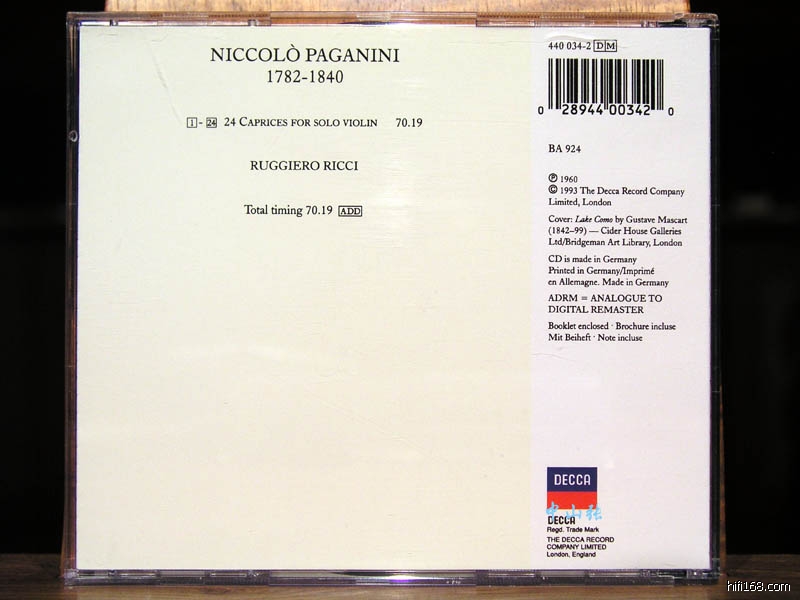 NICCOLÒ PAGANINI
1782-1840
1 - 24 24 CAPRICES FOR SOLO VIOLIN 70.19
RUGGIERO RICCI
Total timing 70.19 ADD
440 034-2 DM
0 28944 00342 0
BA 924
℗ 1960
© 1993 The Decca Record Company
Limited, London
Cover: Lake Como by Gustave Mascart
(1842–99) — Cider House Galleries
Ltd/Bridgeman Art Library, London
CD is made in Germany
Printed in Germany/Imprimé
en Allemagne. Made in Germany
ADRM = ANALOGUE TO
DIGITAL REMASTER
Booklet enclosed · Brochure incluse
Mit Beiheft · Note incluse
DECCA
中山張
DECCA
Regd. Trade Mark
THE DECCA RECORD
COMPANY LIMITED
London, England
hifi168.com